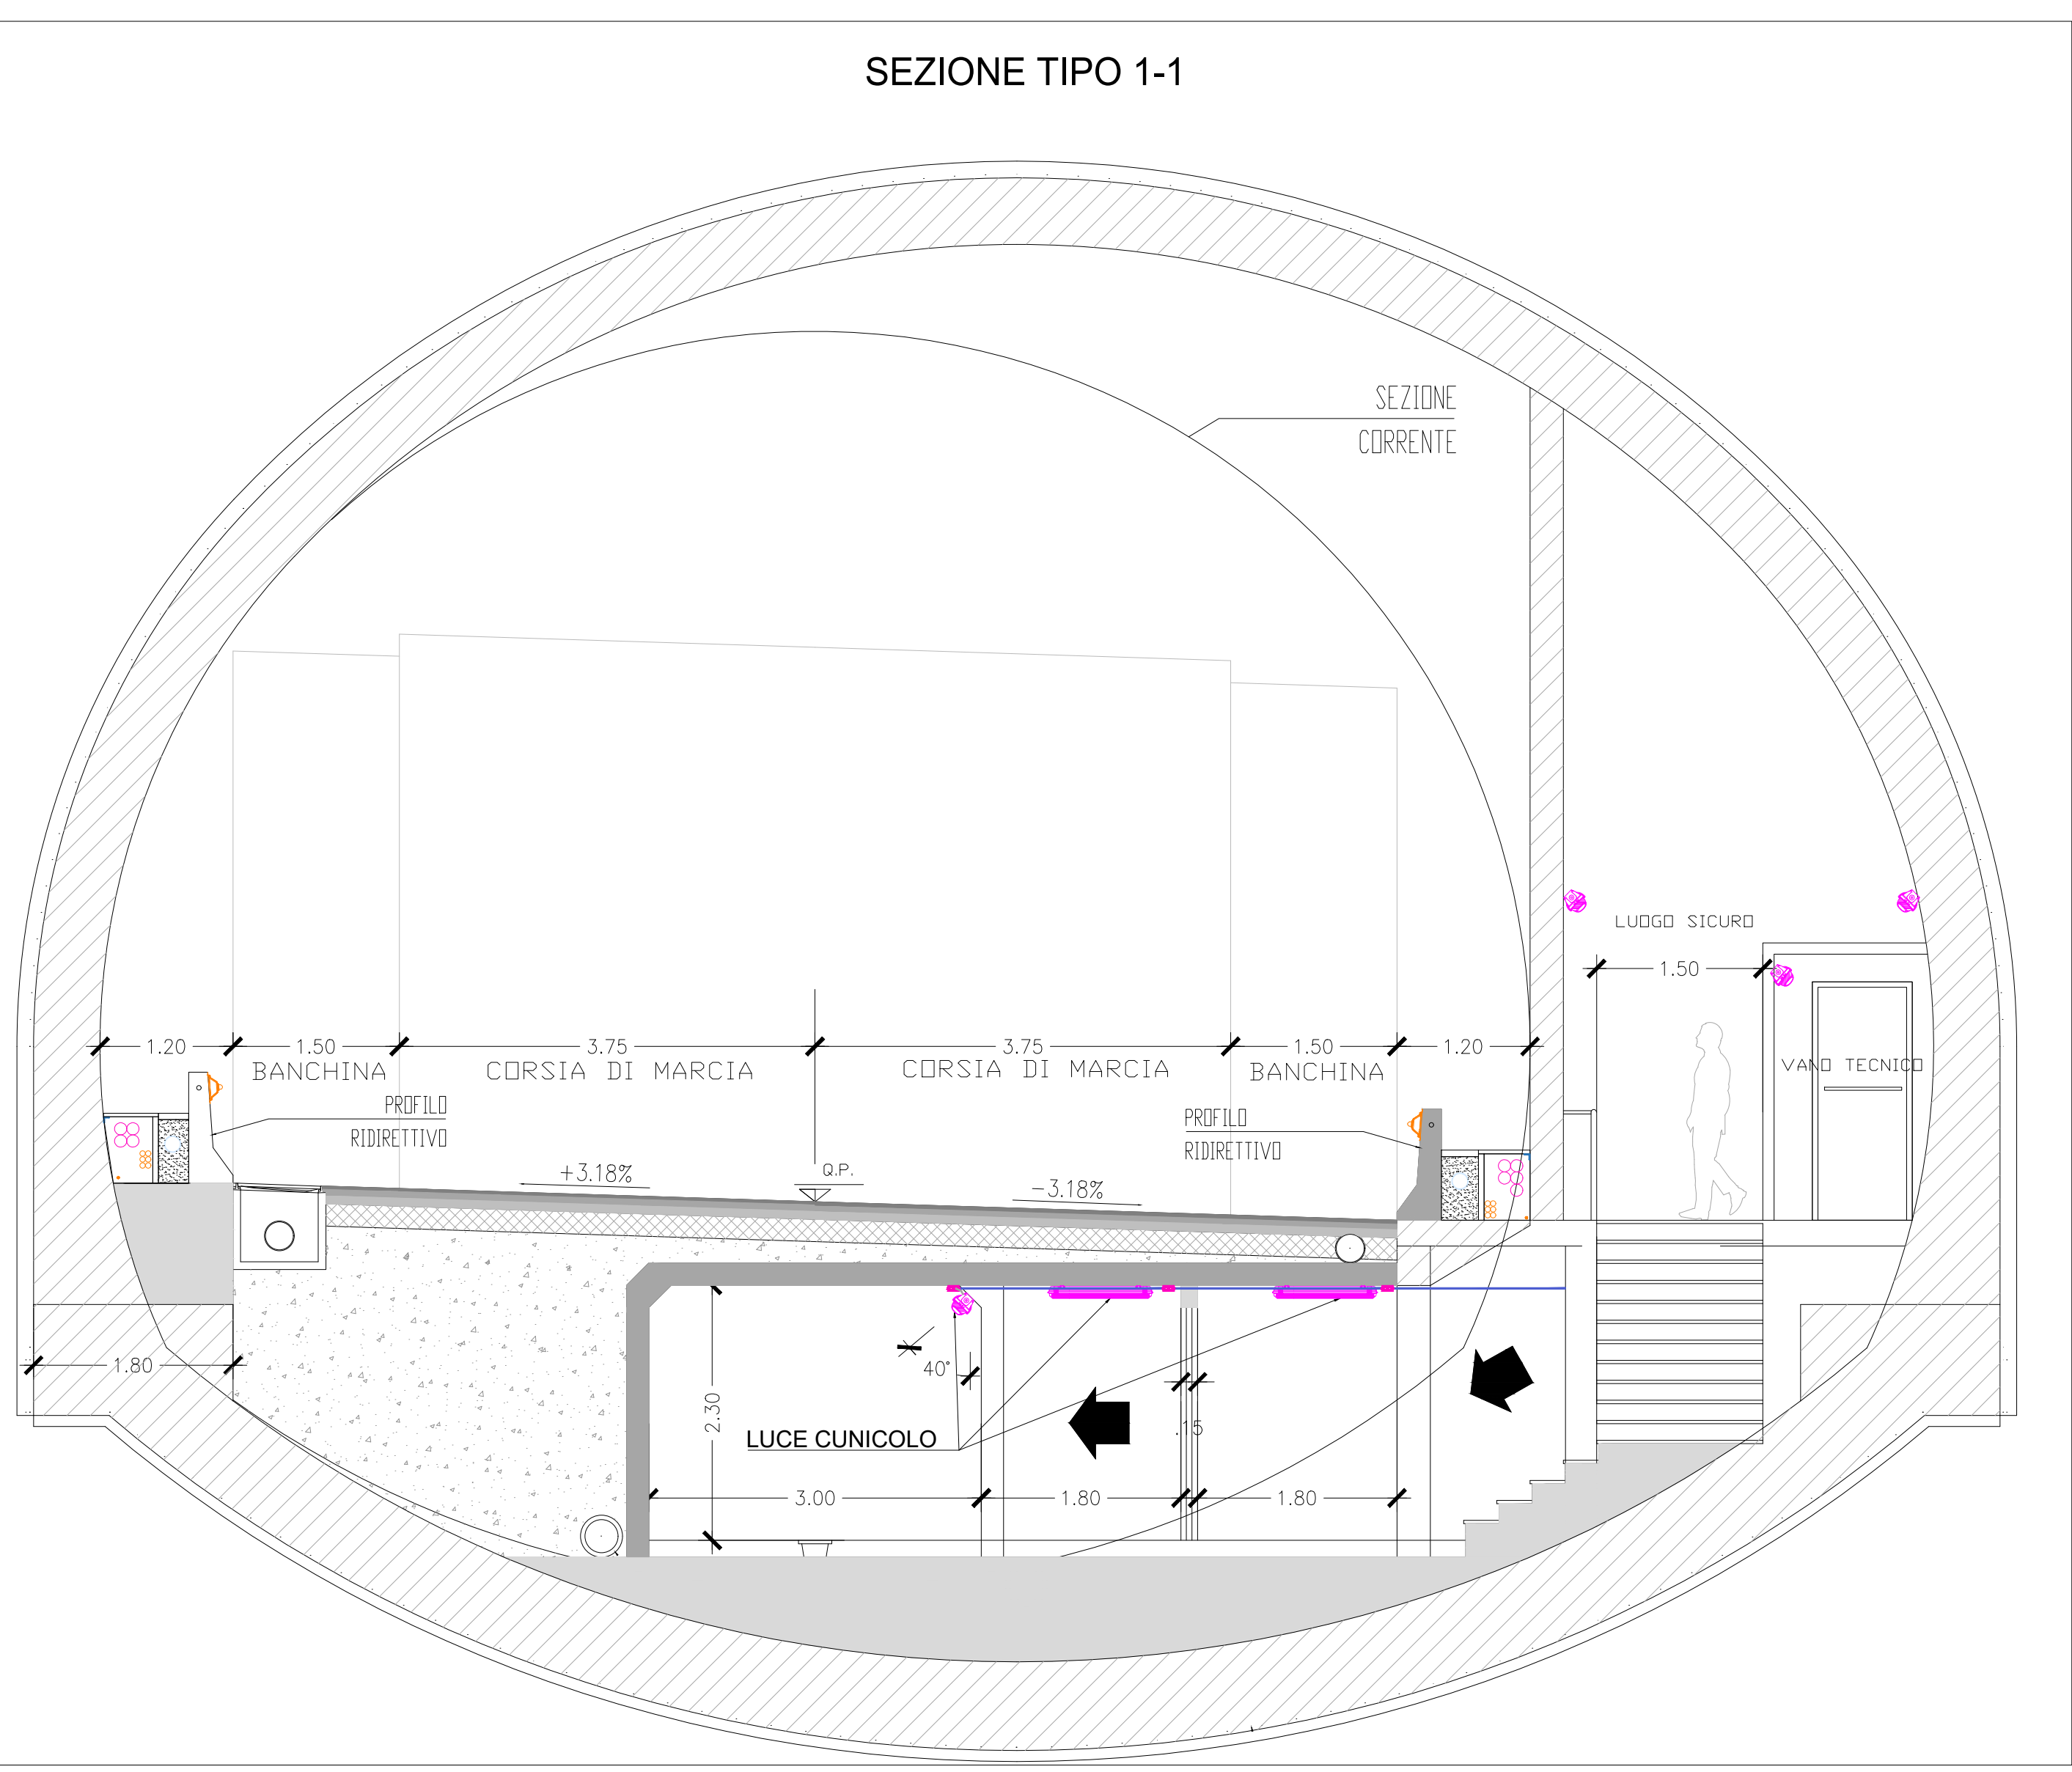 SEZIONE TIPO 1-1
SEZIONE
CORRENTE
LUOGO SICURO
1.50
1.20
1.50
3.75
3.75
1.50
1.20
BANCHINA
CORSIA DI MARCIA
CORSIA DI MARCIA
BANCHINA
VANO TECNICO
PROFILO
RIDIRETTIVO
PROFILO
RIDIRETTIVO
+3.18%
Q.P.
-3.18%
1.80
40°
2.30
.15
LUCE CUNICOLO
3.00
1.80
1.80